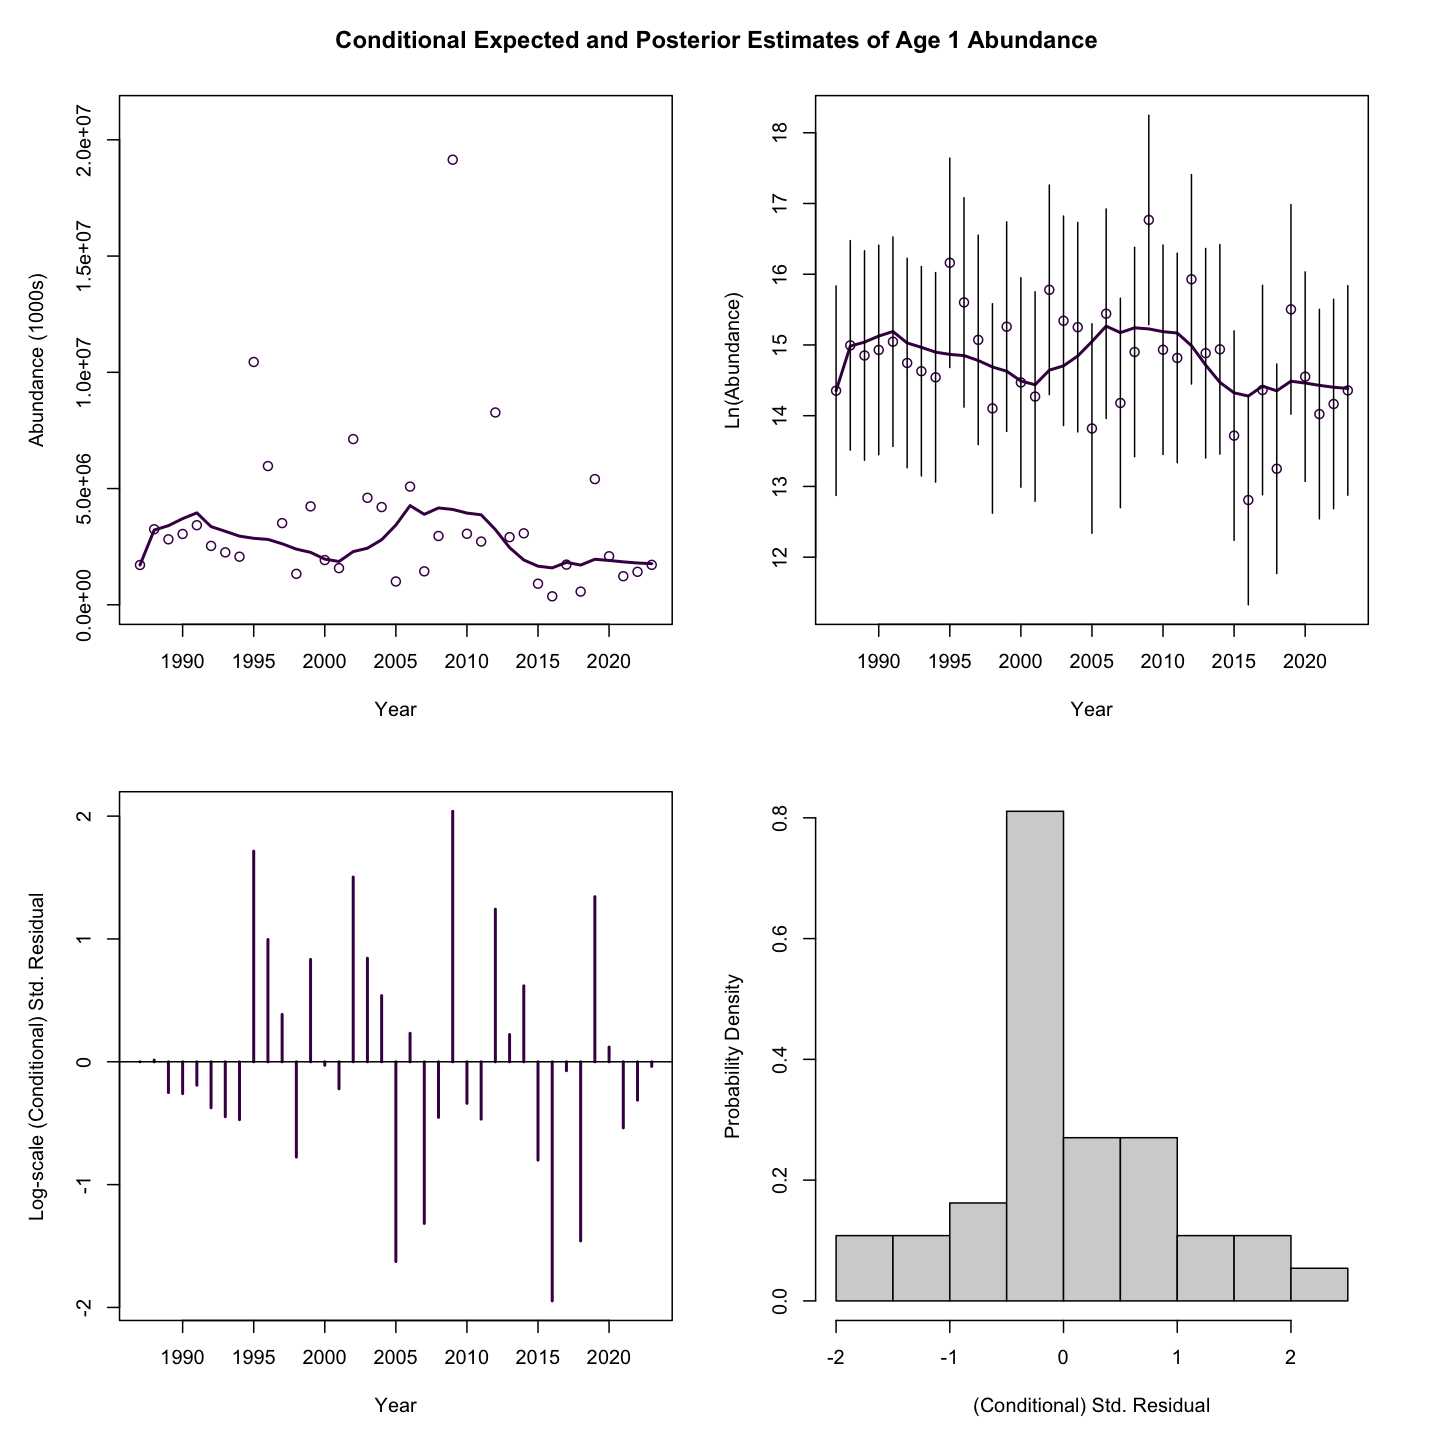 Conditional Expected and Posterior Estimates of Age 1 Abundance
Abundance (1000s)
2.0e+07
1.5e+07
1.0e+07
5.0e+06
0.0e+00
1990 1995 2000 2005 2010 2015 2020
Year
Ln(Abundance)
18
17
16
15
14
13
12
1990 1995 2000 2005 2010 2015 2020
Year
Log-scale (Conditional) Std. Residual
2
1
0
-1
-2
1990 1995 2000 2005 2010 2015 2020
Year
Probability Density
0.8
0.6
0.4
0.2
0.0
-2 -1 0 1 2
(Conditional) Std. Residual